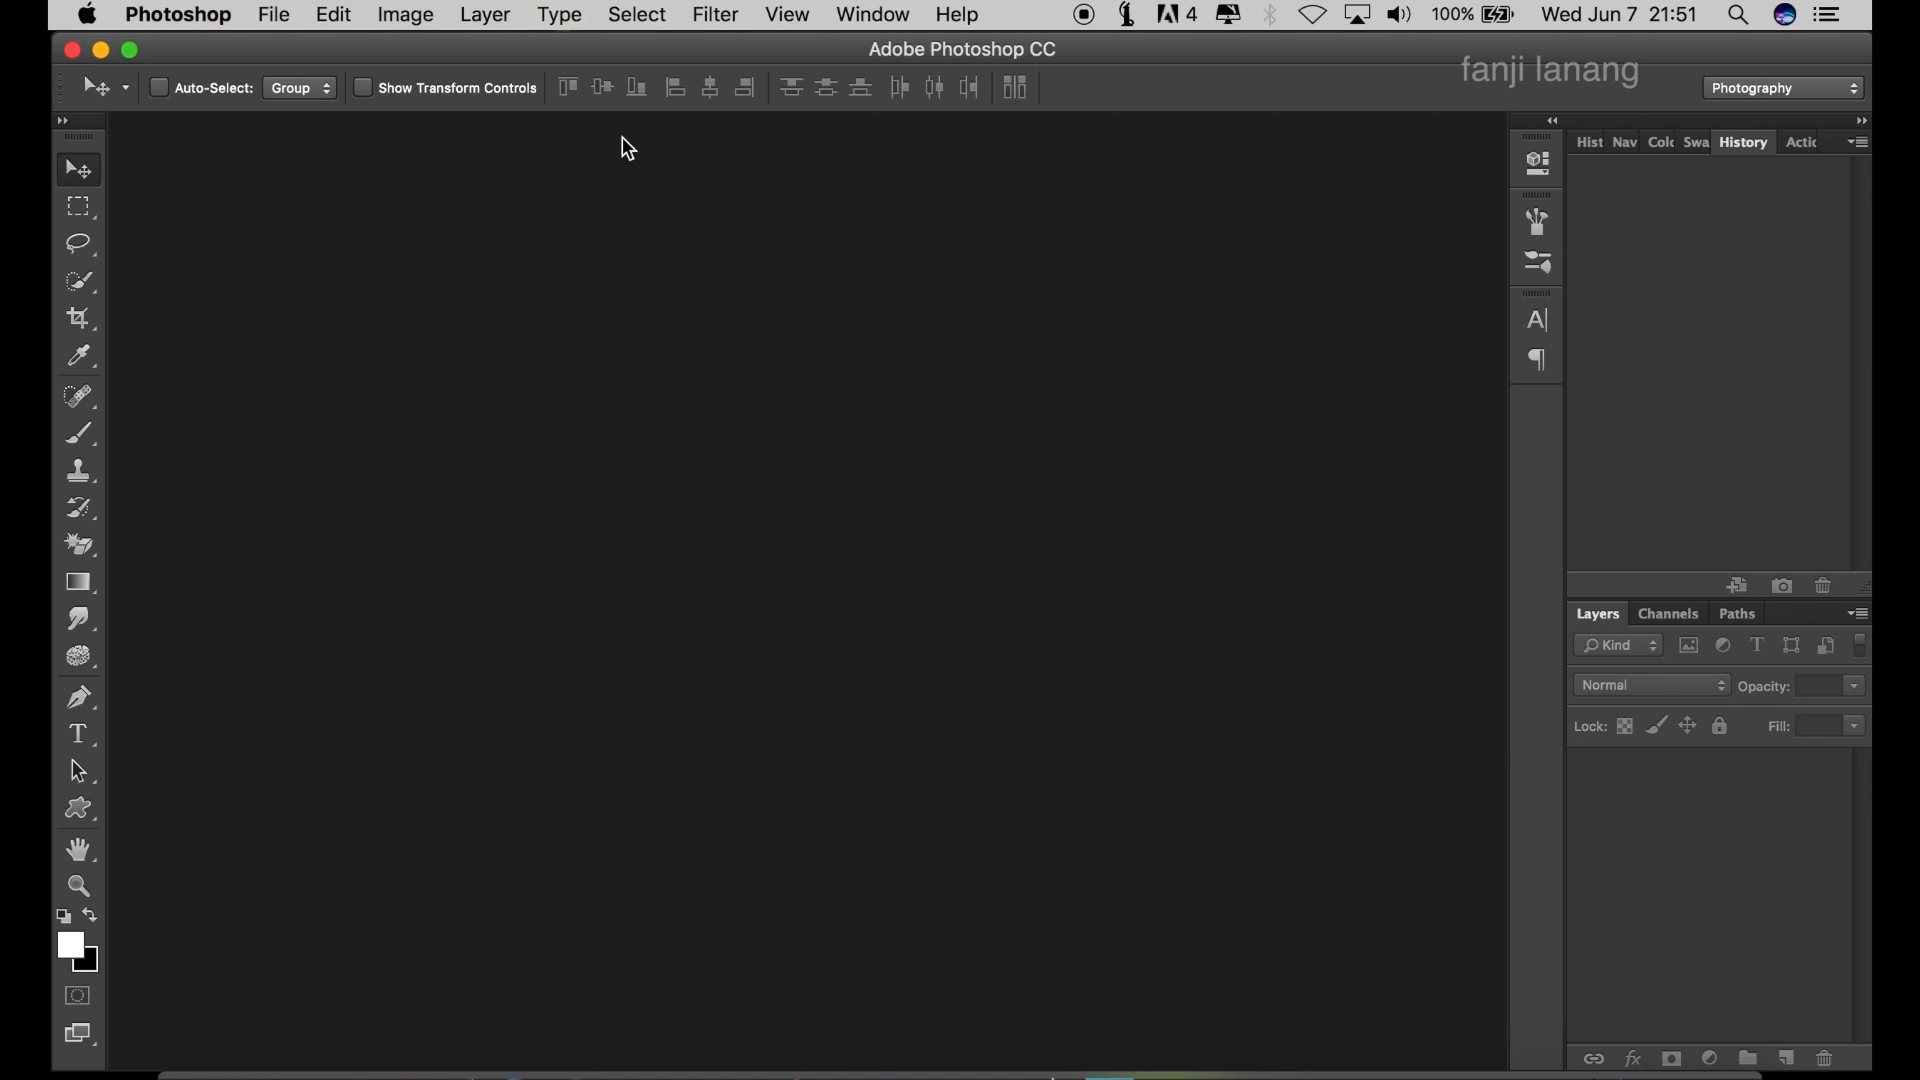 Photoshop File Edit Image Layer Type Select Filter View Window Help 4 100% Wed Jun 7 21:51
Adobe Photoshop CC
fanji lanang
Auto-Select: Group Show Transform Controls Photography
Hist Nav Colc Swa History Actic
A
Layers Channels Paths
Kind T
Normal Opacity:
Lock: Fill:
T
fx